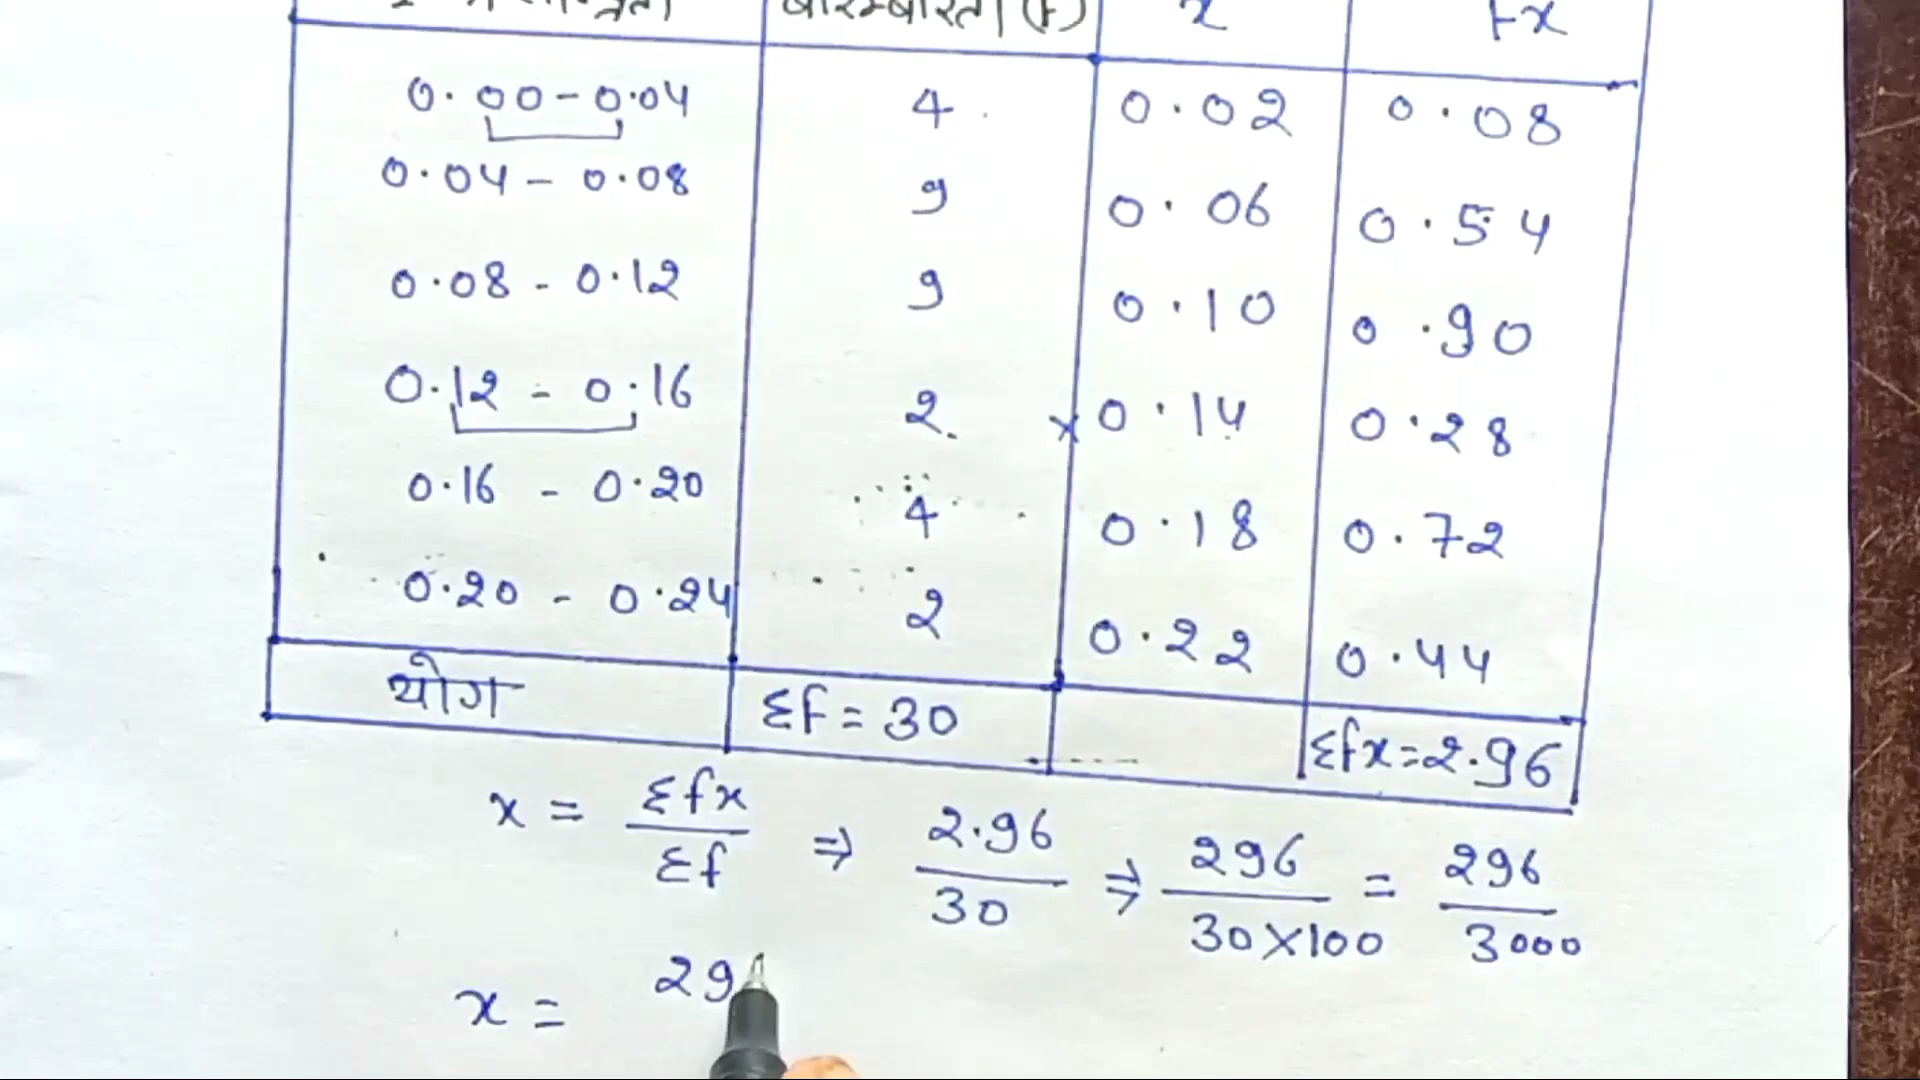 बारम्बारता (f) x fx
0.00-0.04 4 0.02 0.08
0.04-0.08 9 0.06 0.54
0.08-0.12 9 0.10 0.90
0.12-0.16 2 × 0.14 0.28
0.16-0.20 4 0.18 0.72
0.20-0.24 2 0.22 0.44
योग Σf=30 Σfx=2.96
x = Σfx/Σf ⇒ 2.96/30 ⇒ 296/30×100 = 296/3000
x = 29